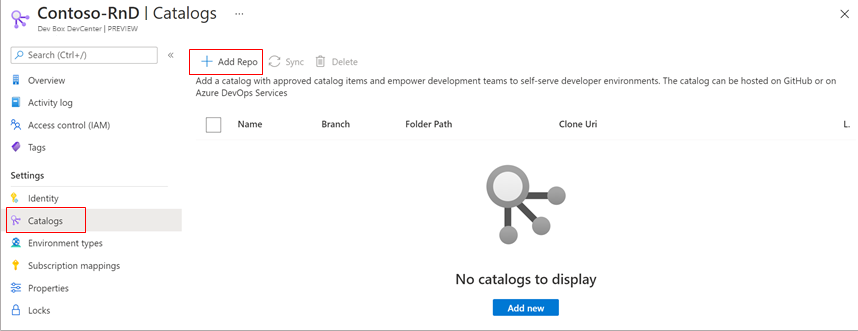 Contoso-RnD | Catalogs ...
Dev Box DevCenter | PREVIEW
Search (Ctrl+/)
«
Overview
Activity log
Access control (IAM)
Tags
Settings
Identity
Catalogs
Environment types
Subscription mappings
Properties
Locks
+ Add Repo Sync Delete
Add a catalog with approved catalog items and empower development teams to self-serve developer environments. The catalog can be hosted on GitHub or on
Azure DevOps Services
Name Branch Folder Path Clone Uri L.
No catalogs to display
Add new